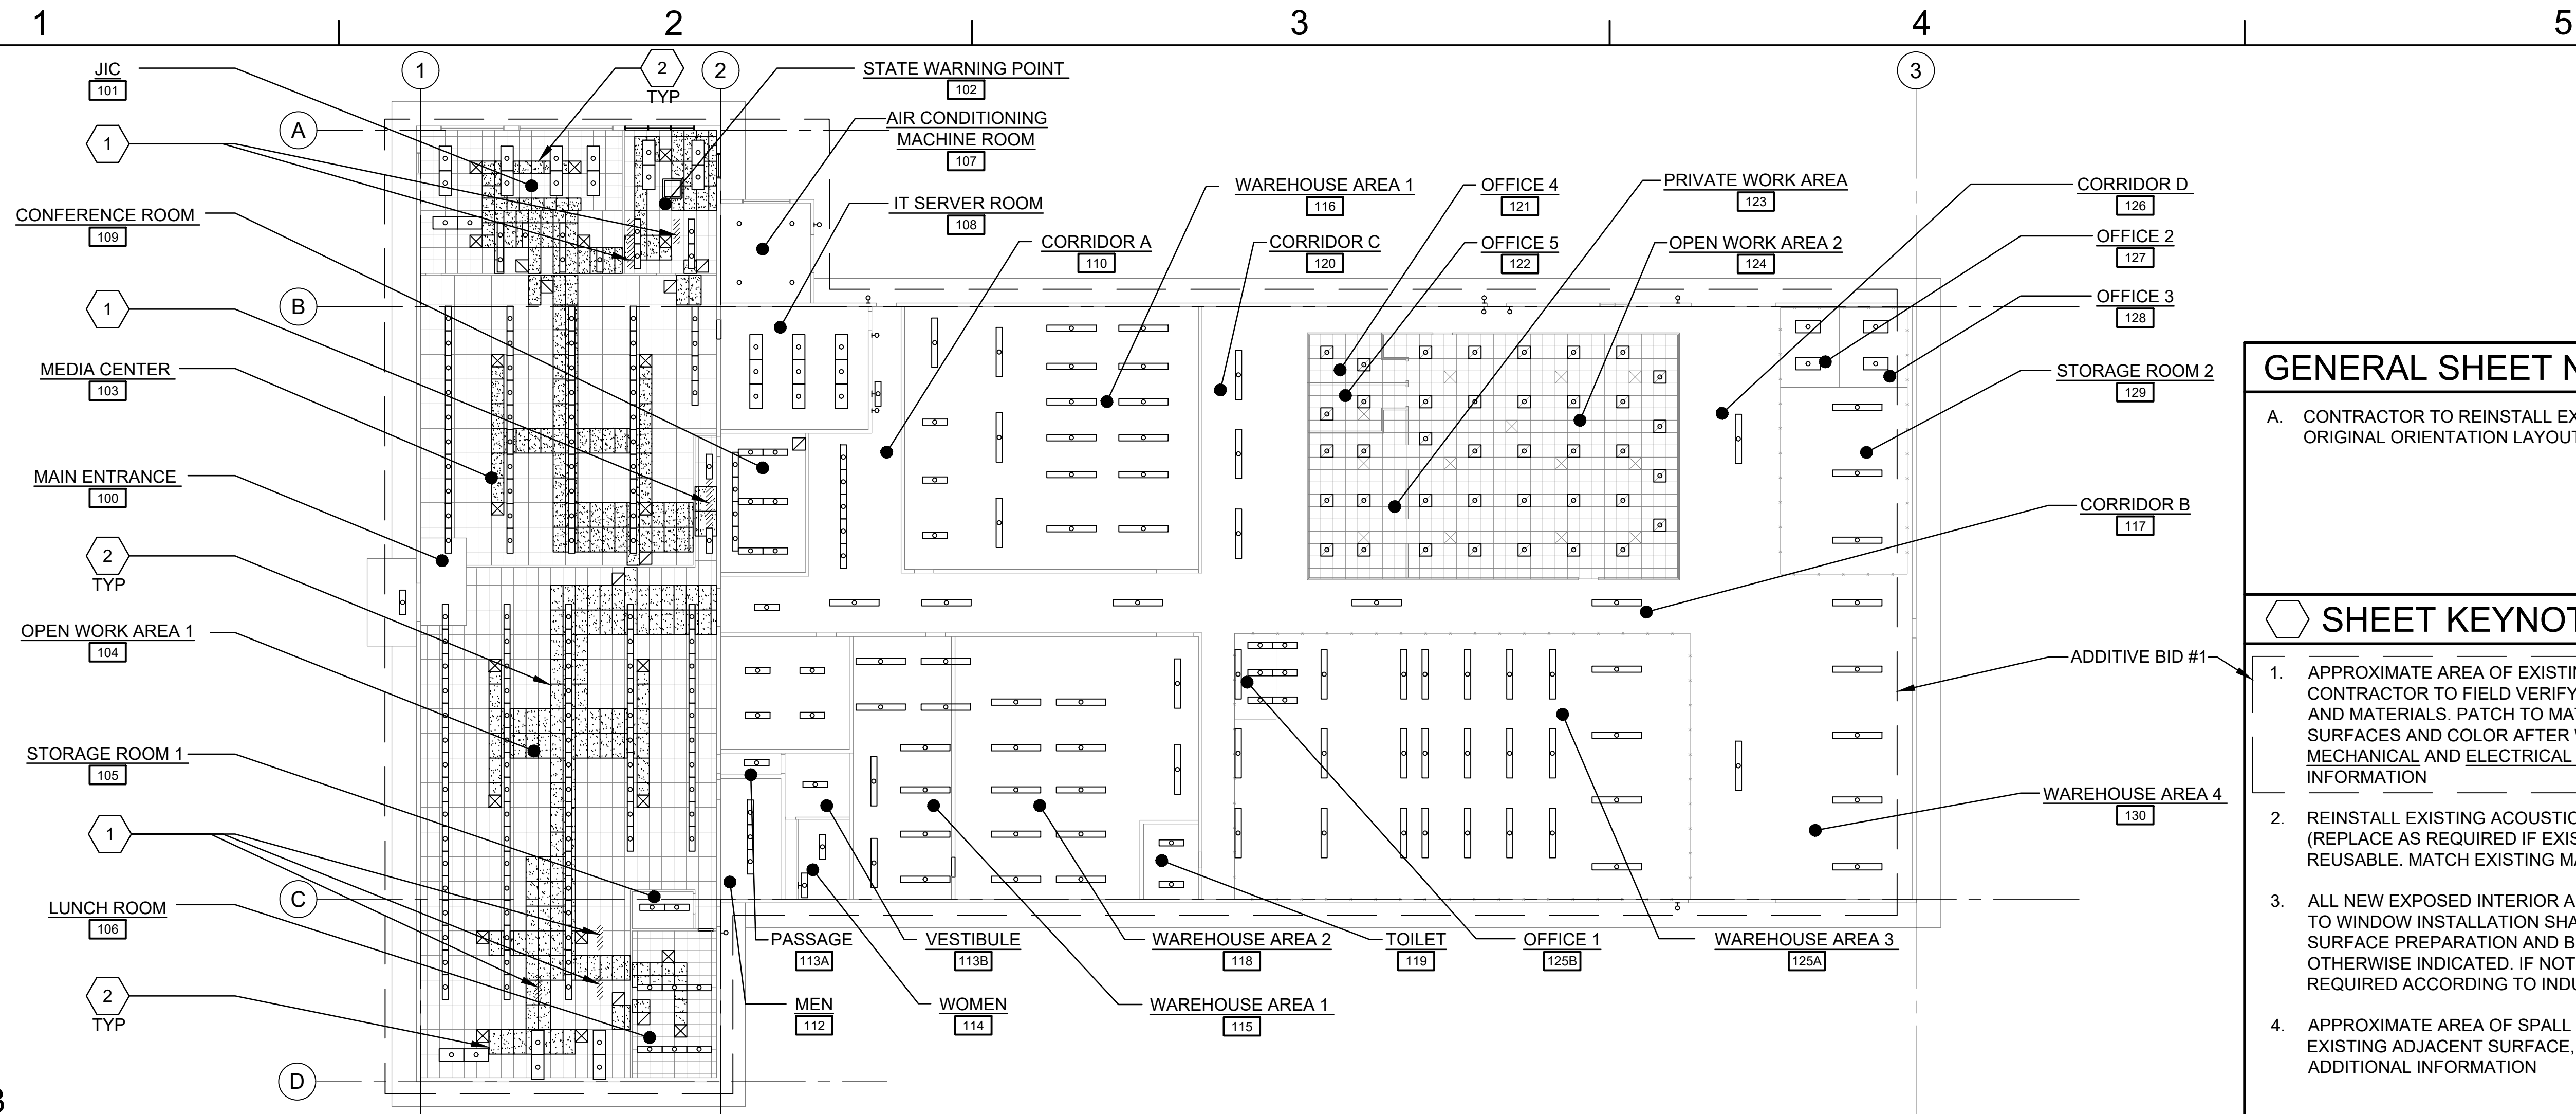 1
2
3
4
5
1
2
3
A
B
C
D
JIC
101
2
TYP
STATE WARNING POINT
102
1
AIR CONDITIONING
MACHINE ROOM
107
CONFERENCE ROOM
109
IT SERVER ROOM
108
CORRIDOR A
110
WAREHOUSE AREA 1
116
CORRIDOR C
120
OFFICE 4
121
OFFICE 5
122
PRIVATE WORK AREA
123
OPEN WORK AREA 2
124
CORRIDOR D
126
OFFICE 2
127
OFFICE 3
128
STORAGE ROOM 2
129
CORRIDOR B
117
ADDITIVE BID #1
WAREHOUSE AREA 4
130
1
MEDIA CENTER
103
MAIN ENTRANCE
100
2
TYP
OPEN WORK AREA 1
104
STORAGE ROOM 1
105
1
LUNCH ROOM
106
2
TYP
PASSAGE
113A
VESTIBULE
113B
WAREHOUSE AREA 2
118
TOILET
119
OFFICE 1
125B
WAREHOUSE AREA 3
125A
MEN
112
WOMEN
114
WAREHOUSE AREA 1
115
GENERAL SHEET
A. CONTRACTOR TO REINSTALL
ORIGINAL ORIENTATION
SHEET
1. APPROXIMATE AREA OF
CONTRACTOR TO FIELD VERIFY
AND MATERIALS. PATCH TO
SURFACES AND COLOR AFTER
MECHANICAL AND ELECTRICAL
INFORMATION
2. REINSTALL EXISTING
(REPLACE AS REQUIRED IF
REUSABLE. MATCH EXISTING
3. ALL NEW EXPOSED INTERIOR
TO WINDOW INSTALLATION
SURFACE PREPARATION AND
OTHERWISE INDICATED. IF NOT
REQUIRED ACCORDING TO
4. APPROXIMATE AREA OF SPALL
EXISTING ADJACENT SURFACE,
ADDITIONAL INFORMATION